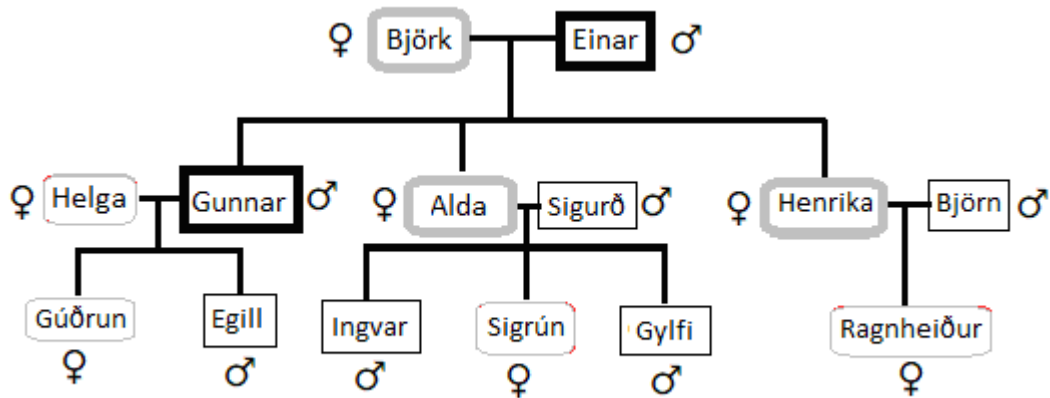 ♀ Björk Einar ♂
♀ Helga Gunnar ♂ ♀ Alda Sigurð ♂ ♀ Henrika Björn ♂
Gúðrun Egill Ingvar Sigrún Gylfi Ragnheiður
♀ ♂ ♂ ♀ ♂ ♀